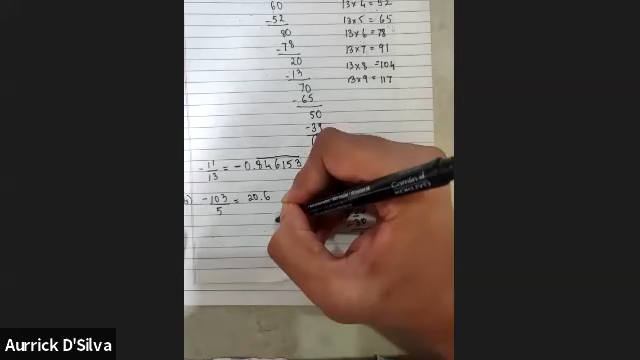 60
13 x 4 = 52
- 52
13 x 5 = 65
80
13 x 6 = 78
- 78
13 x 7 = 91
20
13 x 8 = 104
- 13
13 x 9 = 117
70
- 65
50
- 39
- 11/13 = - 0.846153
- 103/5 = 20.6
- 30
Aurrick D'Silva